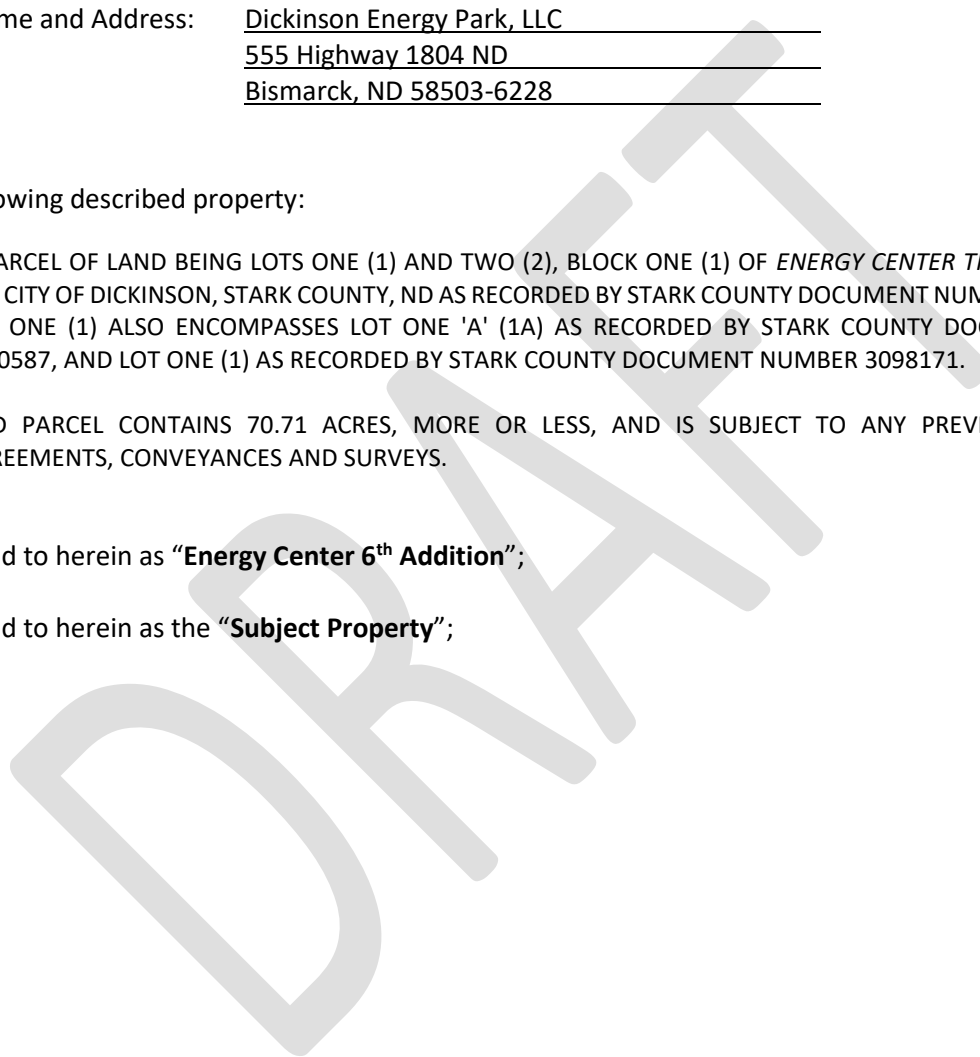 me and Address: Dickinson Energy Park, LLC
555 Highway 1804 ND
Bismarck, ND 58503-6228
owing described property:
ARCEL OF LAND BEING LOTS ONE (1) AND TWO (2), BLOCK ONE (1) OF ENERGY CENTER
CITY OF DICKINSON, STARK COUNTY, ND AS RECORDED BY STARK COUNTY DOCUMENT NUM
ONE (1) ALSO ENCOMPASSES LOT ONE 'A' (1A) AS RECORDED BY STARK COUNTY DO
0587, AND LOT ONE (1) AS RECORDED BY STARK COUNTY DOCUMENT NUMBER 3098171.
D PARCEL CONTAINS 70.71 ACRES, MORE OR LESS, AND IS SUBJECT TO ANY PREV
REEMENTS, CONVEYANCES AND SURVEYS.
d to herein as “Energy Center 6th Addition”;
d to herein as the “Subject Property”;
DRAFT